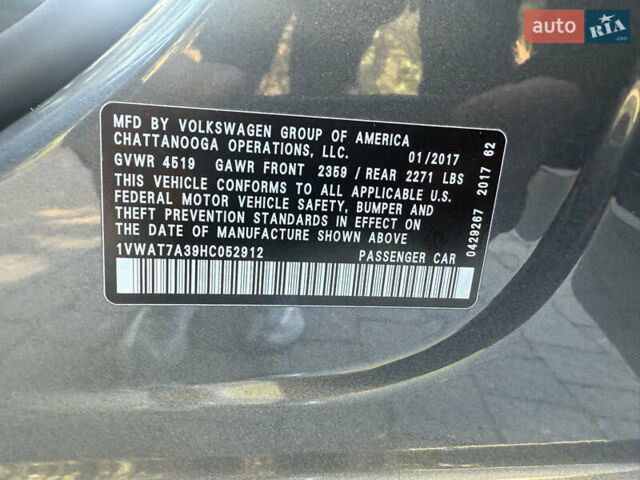 auto RIA .com
MFD BY VOLKSWAGEN GROUP OF AMERICA
CHATTANOOGA OPERATIONS, LLC. 01/2017
GVWR 4519 GAWR FRONT 2359 / REAR 2271 LBS
THIS VEHICLE CONFORMS TO ALL APPLICABLE U.S.
FEDERAL MOTOR VEHICLE SAFETY, BUMPER AND
THEFT PREVENTION STANDARDS IN EFFECT ON
THE DATE OF MANUFACTURE SHOWN ABOVE
1VWAT7A39HC052912 PASSENGER CAR
0429267 2017 62